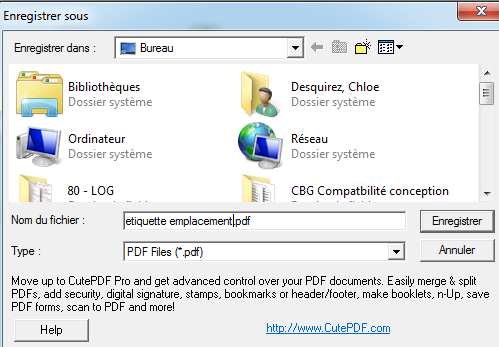 Enregistrer sous
Enregistrer dans : Bureau
Bibliothèques
Dossier système
Desquirez, Chloe
Dossier système
Ordinateur
Dossier système
Réseau
Dossier système
80 - LOG
CBG Compatbilité conception
Nom du fichier : etiquette emplacement.pdf Enregistrer
Type : PDF Files (*.pdf) Annuler
Move up to CutePDF Pro and get advanced control over your PDF documents. Easily merge & split
PDFs, add security, digital signature, stamps, bookmarks or header/footer, make booklets, n-Up, save
PDF forms, scan to PDF and more!
Help http://www.CutePDF.com